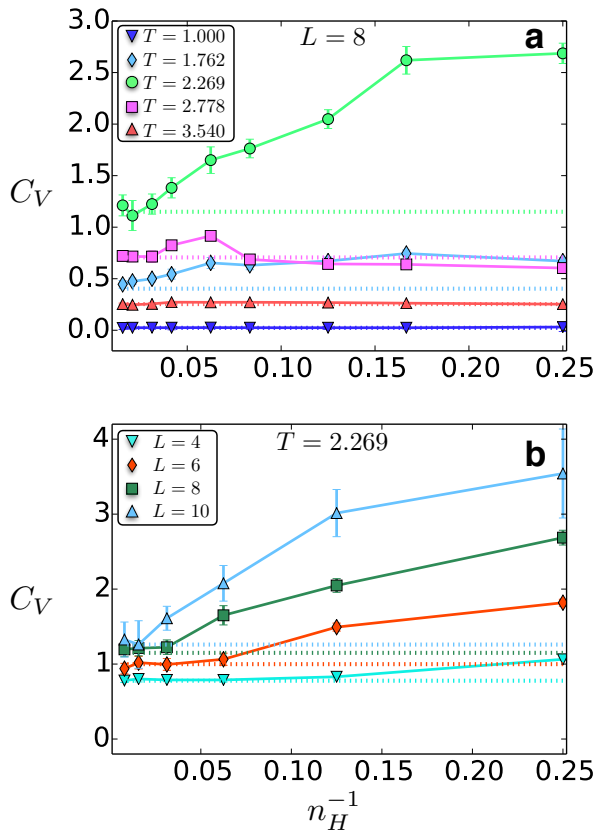 3.0
2.5
2.0
1.5
1.0
0.5
0.0
C_V
T = 1.000
T = 1.762
T = 2.269
T = 2.778
T = 3.540
L = 8
a
0.05 0.10 0.15 0.20 0.25
4
3
2
1
0
C_V
L = 4
L = 6
L = 8
L = 10
T = 2.269
b
0.05 0.10 0.15 0.20 0.25
n_H^{-1}